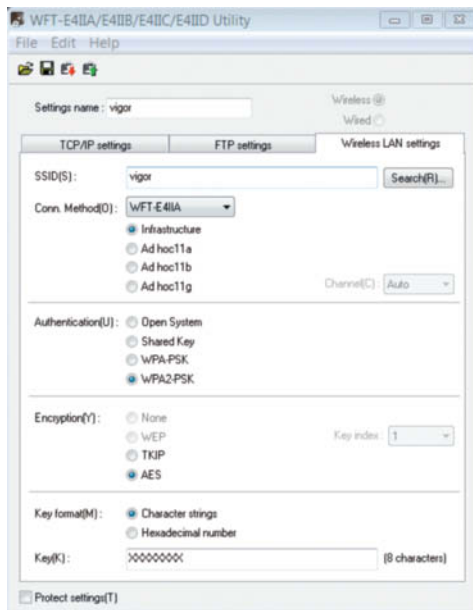 WFT-E4IIA/E4IIB/E4IIC/E4IID Utility
File Edit Help
Settings name : vigor
Wireless
Wired
TCP/IP settings FTP settings Wireless LAN settings
SSID(S) : vigor Search(R)...
Conn. Method(O) : WFT-E4IIA
Infrastructure
Ad hoc11a
Ad hoc11b
Ad hoc11g
Channel(C) : Auto
Authentication(U) : Open System
Shared Key
WPA-PSK
WPA2-PSK
Encryption(Y) : None
WEP
Key index : 1
TKIP
AES
Key format(M) : Character strings
Hexadecimal number
Key(K) : XXXXXXXX (8 characters)
Protect settings(T)